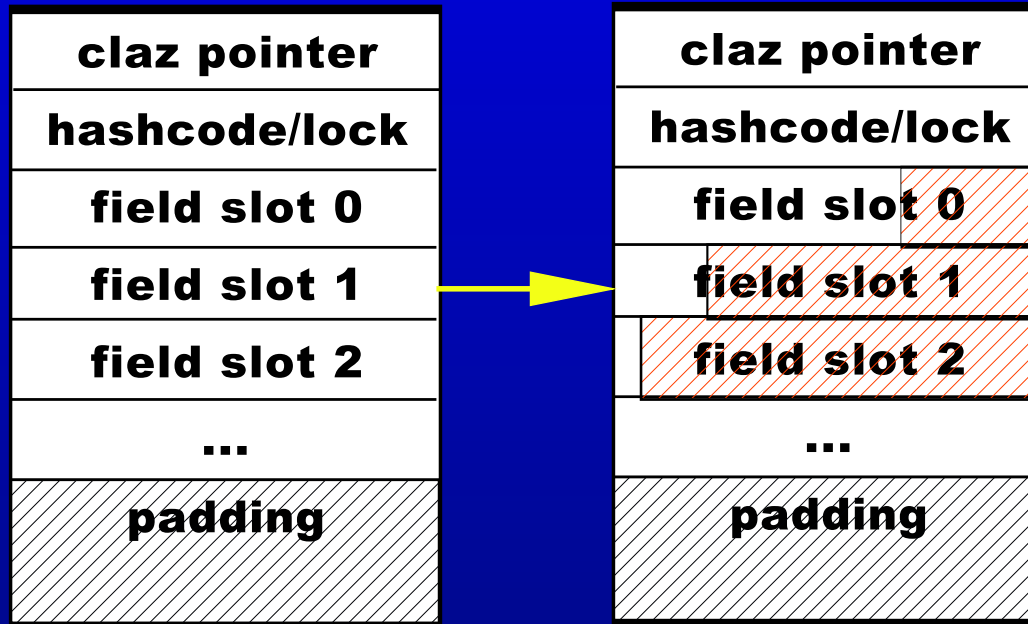 claz pointer
hashcode/lock
field slot 0
field slot 1
field slot 2
...
padding
claz pointer
hashcode/lock
field slot 0
field slot 1
field slot 2
...
padding